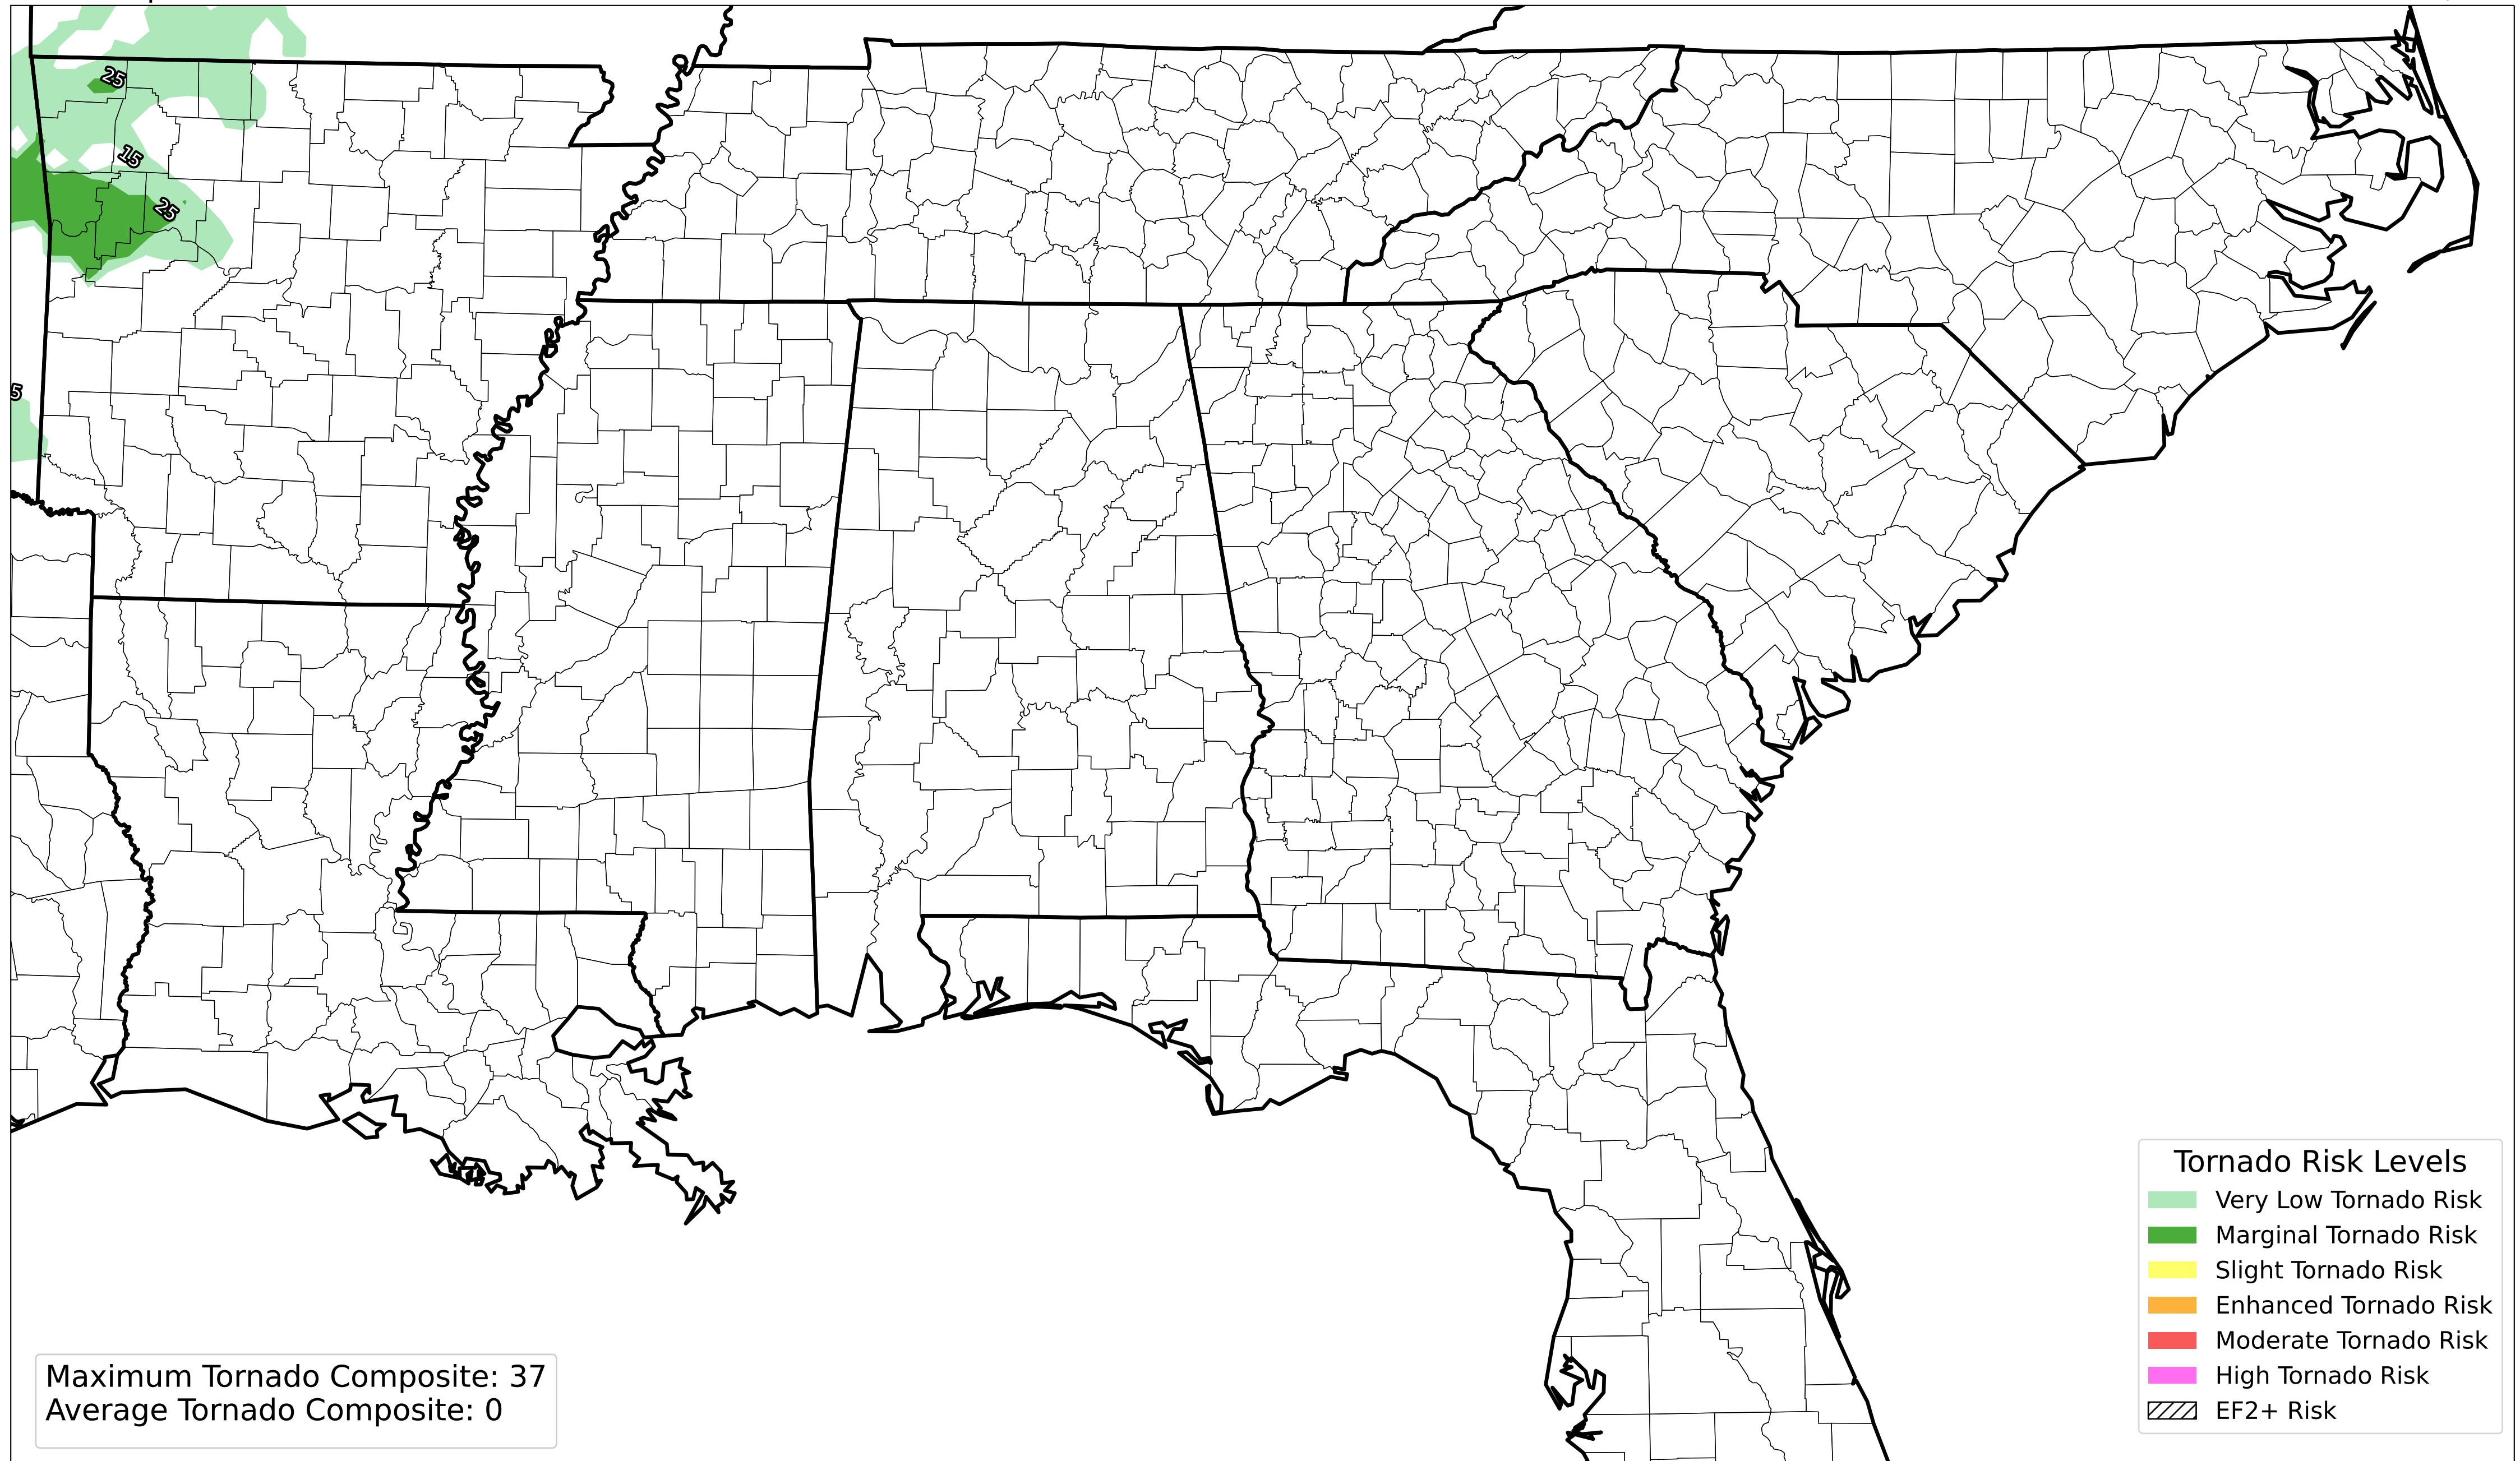 25
15
25
5
Tornado Risk Levels
Very Low Tornado Risk
Marginal Tornado Risk
Slight Tornado Risk
Enhanced Tornado Risk
Moderate Tornado Risk
High Tornado Risk
EF2+ Risk
Maximum Tornado Composite: 37
Average Tornado Composite: 0